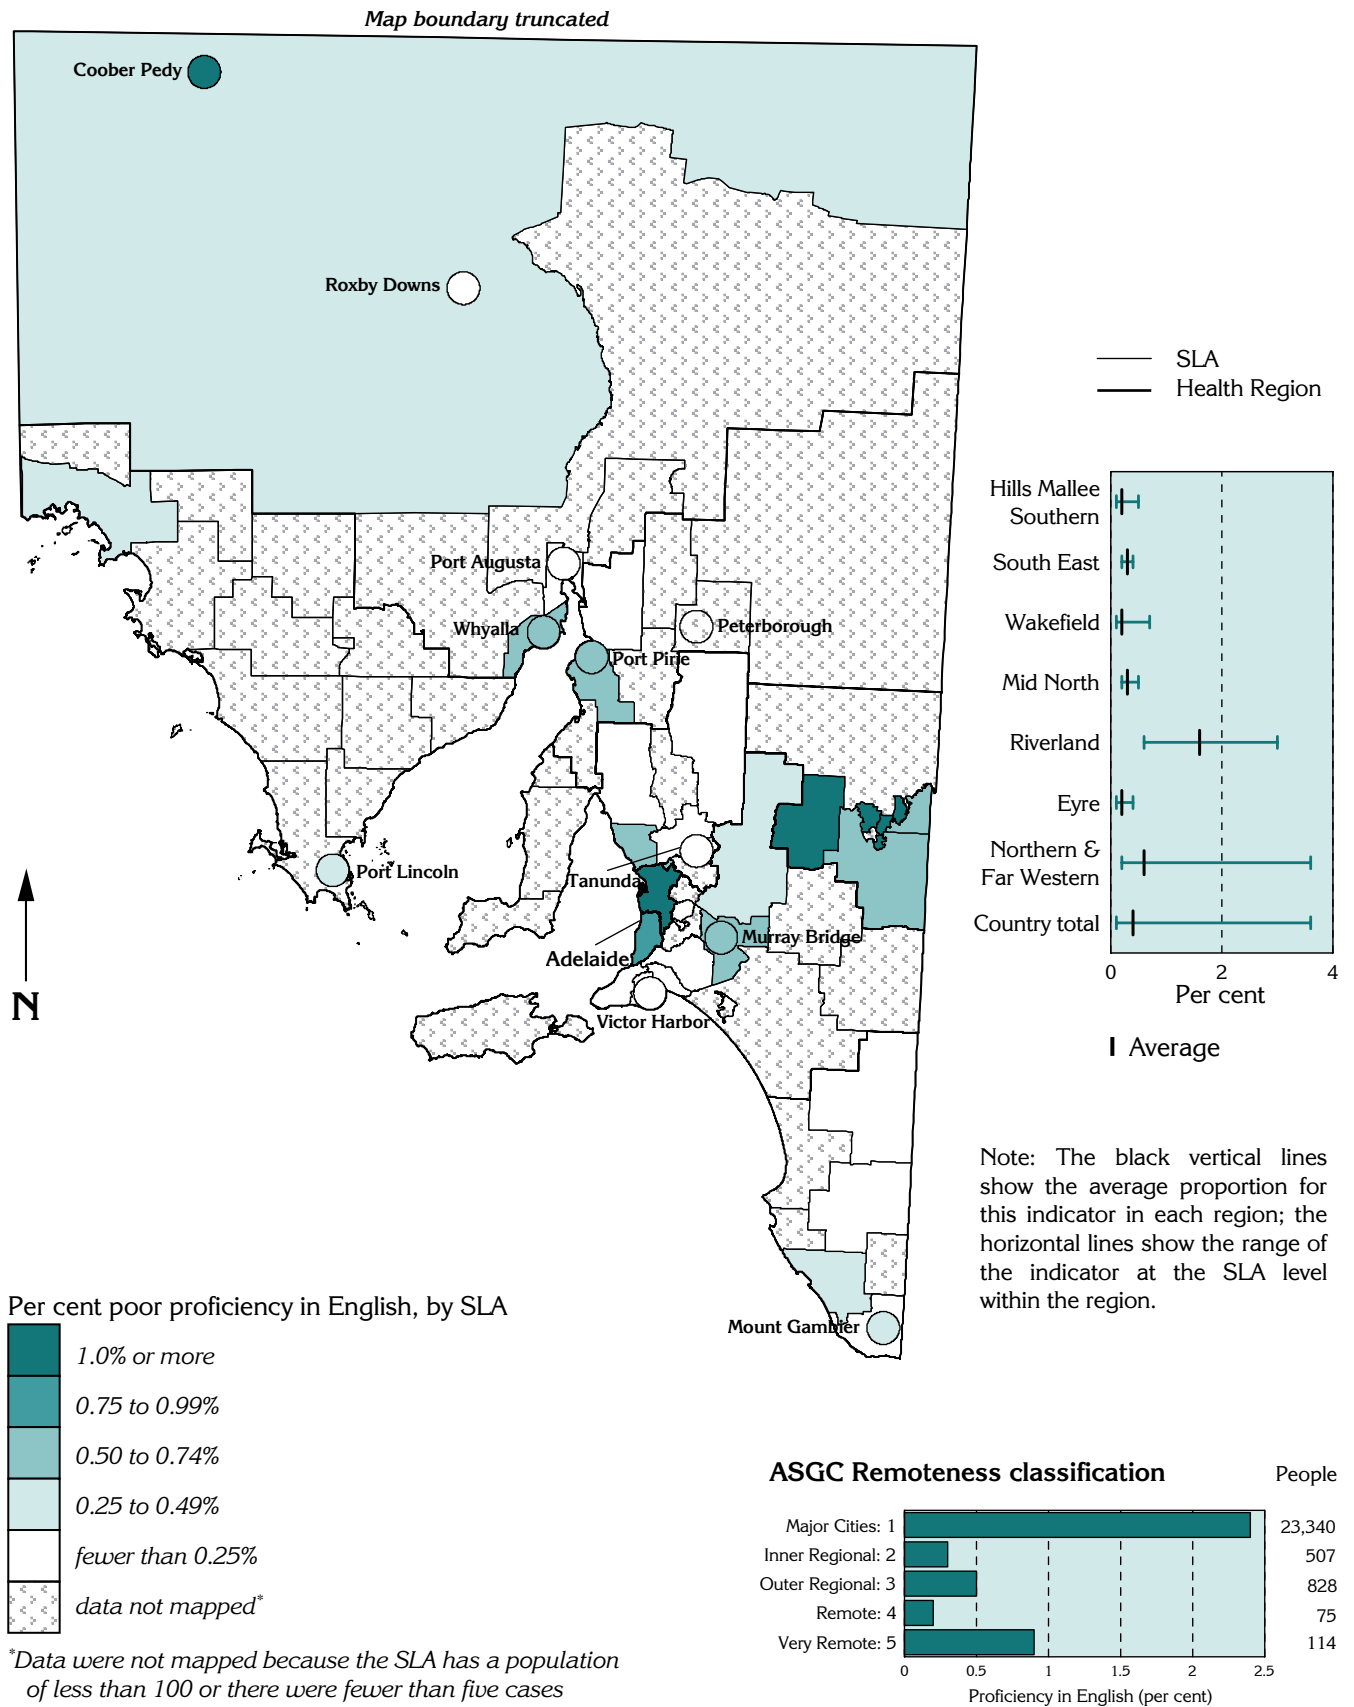 Map boundary truncated
Coober Pedy
Roxby Downs
SLA
Health Region
Port Augusta
Whyalla
Peterborough
Port Pirie
Port Lincoln
Tanunda
Murray Bridge
Adelaide
Victor Harbor
Mount Gambier
N
Hills Mallee
Southern
South East
Wakefield
Mid North
Riverland
Eyre
Northern &
Far Western
Country total
0 2 4
Per cent
Average
Note: The black vertical lines
show the average proportion for
this indicator in each region; the
horizontal lines show the range of
the indicator at the SLA level
within the region.
Per cent poor proficiency in English, by SLA
1.0% or more
0.75 to 0.99%
0.50 to 0.74%
0.25 to 0.49%
fewer than 0.25%
data not mapped*
*Data were not mapped because the SLA has a population
of less than 100 or there were fewer than five cases
ASGC Remoteness classification People
Major Cities: 1 23,340
Inner Regional: 2 507
Outer Regional: 3 828
Remote: 4 75
Very Remote: 5 114
0 0.5 1 1.5 2 2.5
Proficiency in English (per cent)